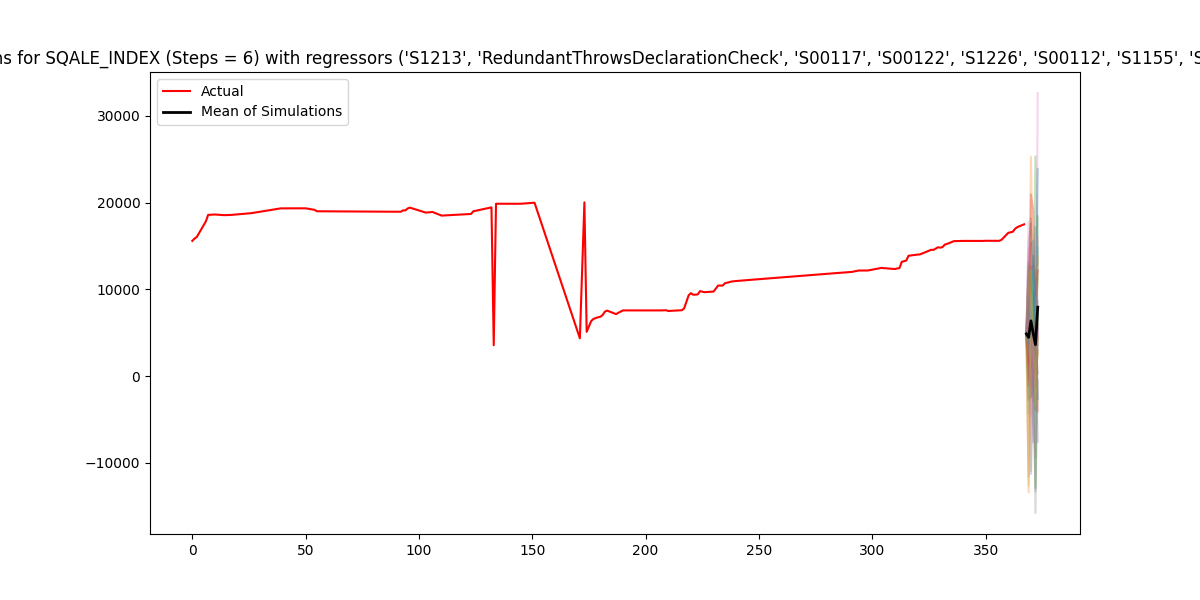 ns for SQALE_INDEX (Steps = 6) with regressors ('S1213', 'RedundantThrowsDeclarationCheck', 'S00117', 'S00122', 'S1226', 'S00112', 'S1155', 'S
Actual
Mean of Simulations
30000
20000
10000
0
−10000
0 50 100 150 200 250 300 350